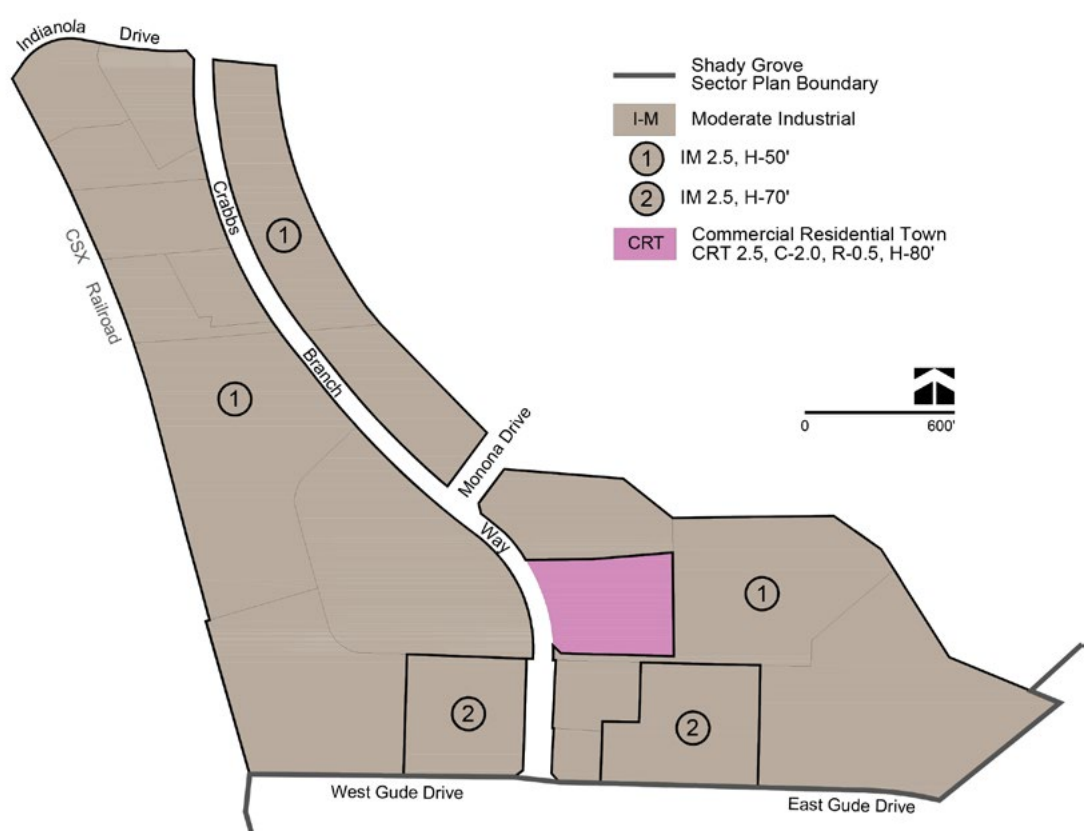 Indianola Drive
Shady Grove
Sector Plan Boundary
I-M Moderate Industrial
1 IM 2.5, H-50'
2 IM 2.5, H-70'
CRT Commercial Residential Town
CRT 2.5, C-2.0, R-0.5, H-80'
Crabbs Branch Way
1
CSX Railroad
1
0 600'
Monona Drive
1
2
2
West Gude Drive
East Gude Drive